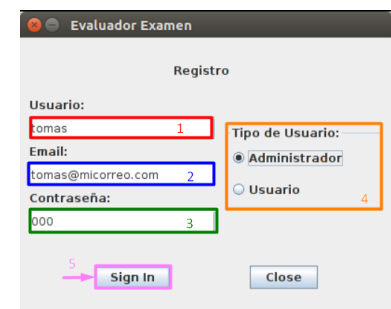 Evaluador Examen
Registro
Usuario:
tomas 1
Email:
tomas@micorreo.com 2
Contraseña:
000 3
Tipo de Usuario:
Administrador
Usuario
4
5
Sign In
Close